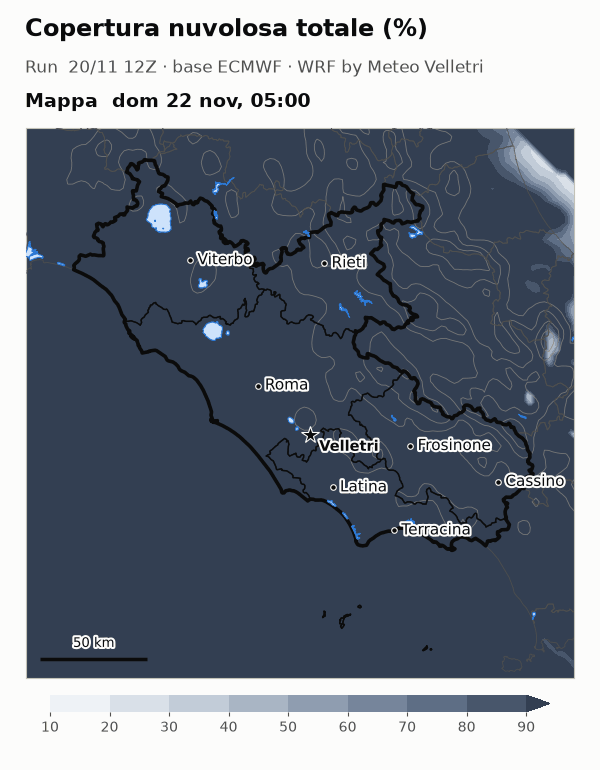 Copertura nuvolosa totale (%)
Run 20/11 12Z · base ECMWF · WRF by Meteo Velletri
Mappa dom 22 nov, 05:00
Viterbo
Rieti
Roma
Velletri
Frosinone
Cassino
Latina
Terracina
50 km
10 20 30 40 50 60 70 80 90